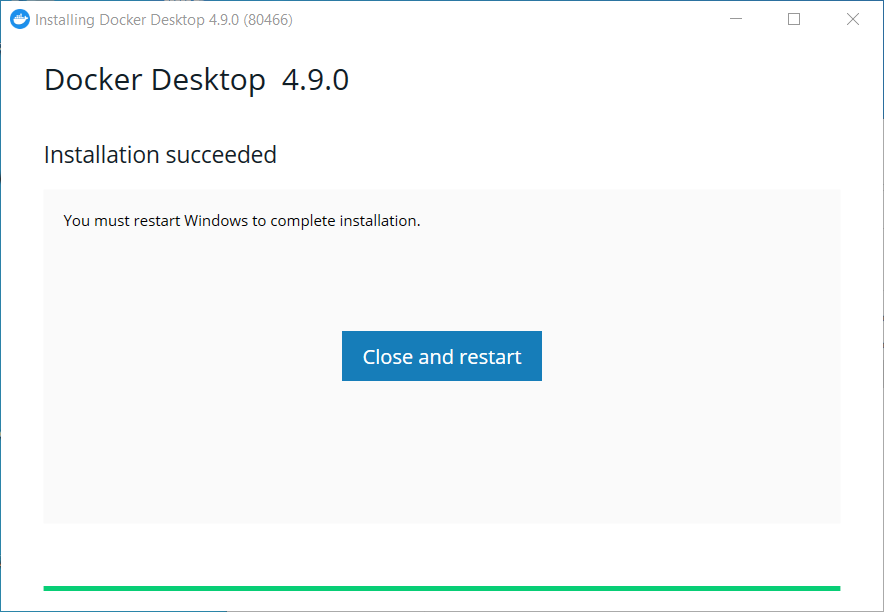 Installing Docker Desktop 4.9.0 (80466)
Docker Desktop 4.9.0
Installation succeeded
You must restart Windows to complete installation.
Close and restart